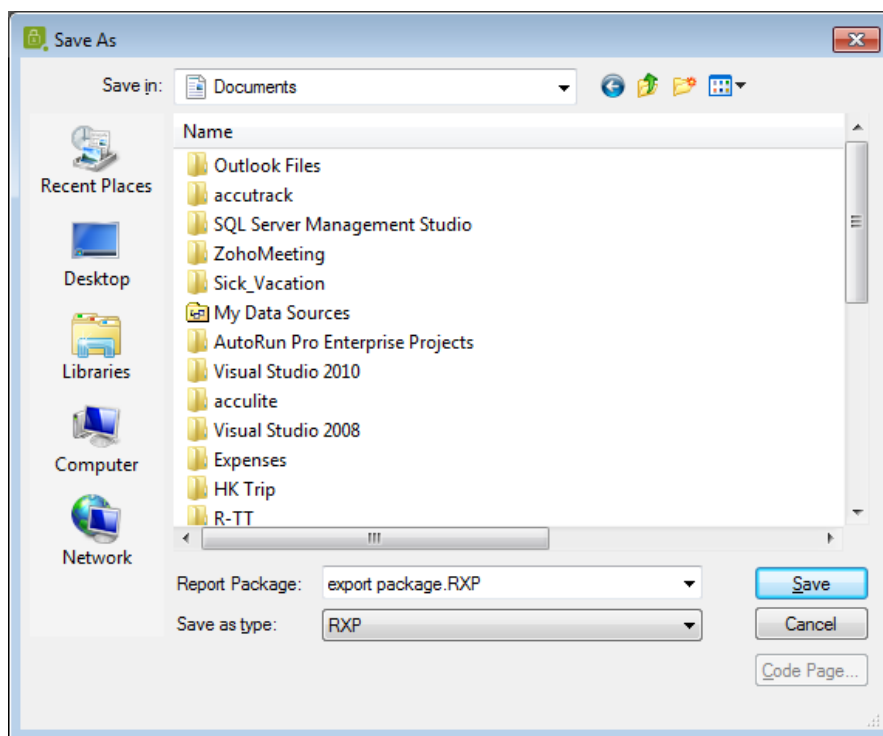 Save As
Save in: Documents
Name
Recent Places
Desktop
Libraries
Computer
Network
Outlook Files
accutrack
SQL Server Management Studio
ZohoMeeting
Sick_Vacation
My Data Sources
AutoRun Pro Enterprise Projects
Visual Studio 2010
acculite
Visual Studio 2008
Expenses
HK Trip
R-TT
Report Package: export package.RXP Save
Save as type: RXP Cancel
Code Page...